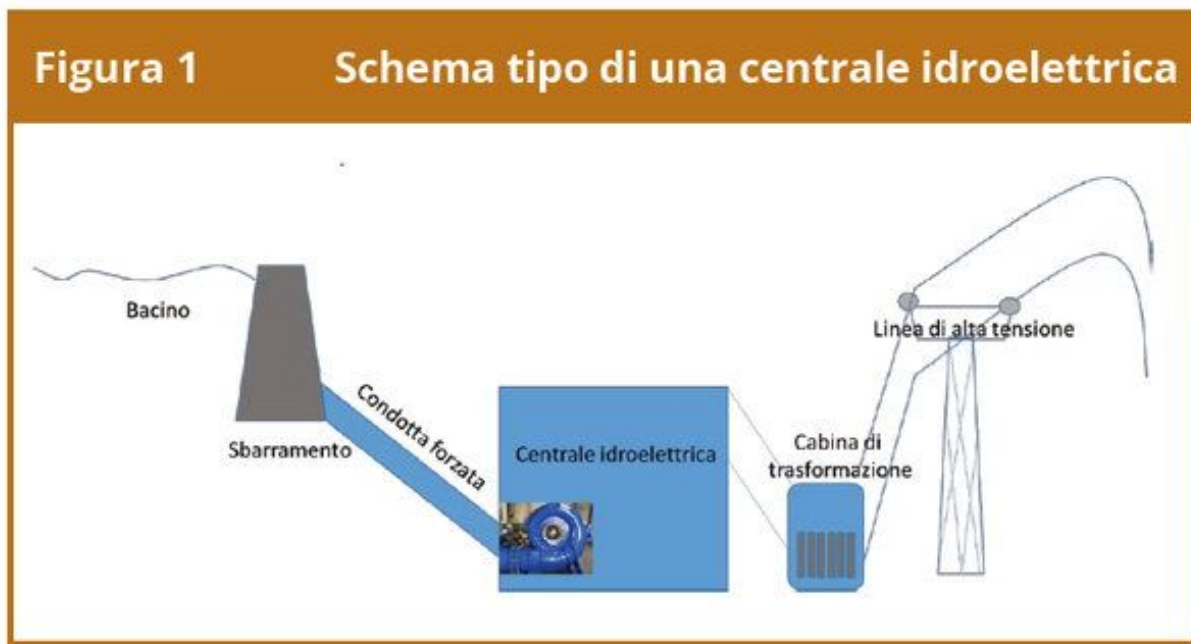 Figura 1 Schema tipo di una centrale idroelettrica
Bacino
Sbarramento
Condotta forzata
Centrale idroelettrica
Cabina di
trasformazione
Linea di alta tensione